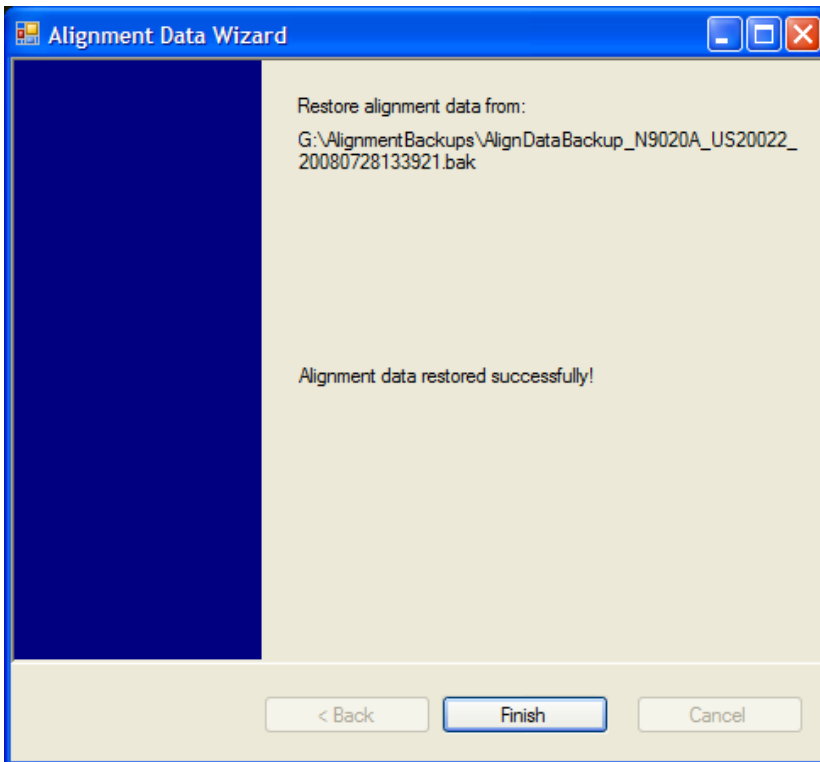 Alignment Data Wizard
Restore alignment data from:
G:\AlignmentBackups\AlignDataBackup_N9020A_US20022_
20080728133921.bak
Alignment data restored successfully!
< Back Finish Cancel